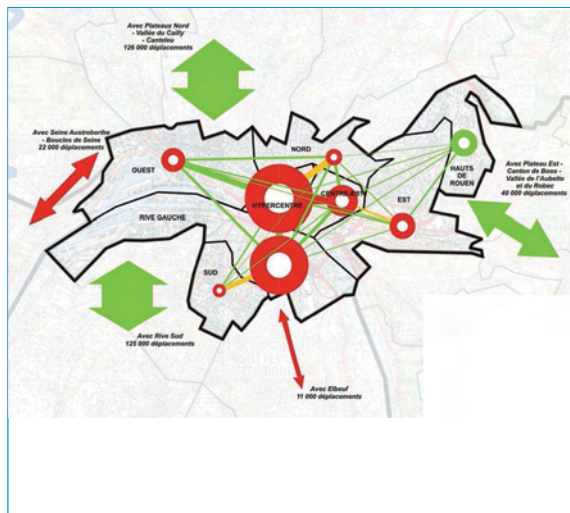 Avec Plateaux Nord
- Vallée du Cailly
- Canteleu
126 000 déplacements
Avec Seine Austreberthe
- Boucles de Seine
22 000 déplacements
NORD
OUEST
HAUTS
DE
ROUEN
Avec Plateau Est -
Canton de Boos -
Vallée de l'Aubette
et du Robec
40 000 déplacements
CENTRE EST
EST
HYPERCENTRE
RIVE GAUCHE
SUD
Avec Rive Sud
125 000 déplacements
Avec Elbeuf
11 000 déplacements